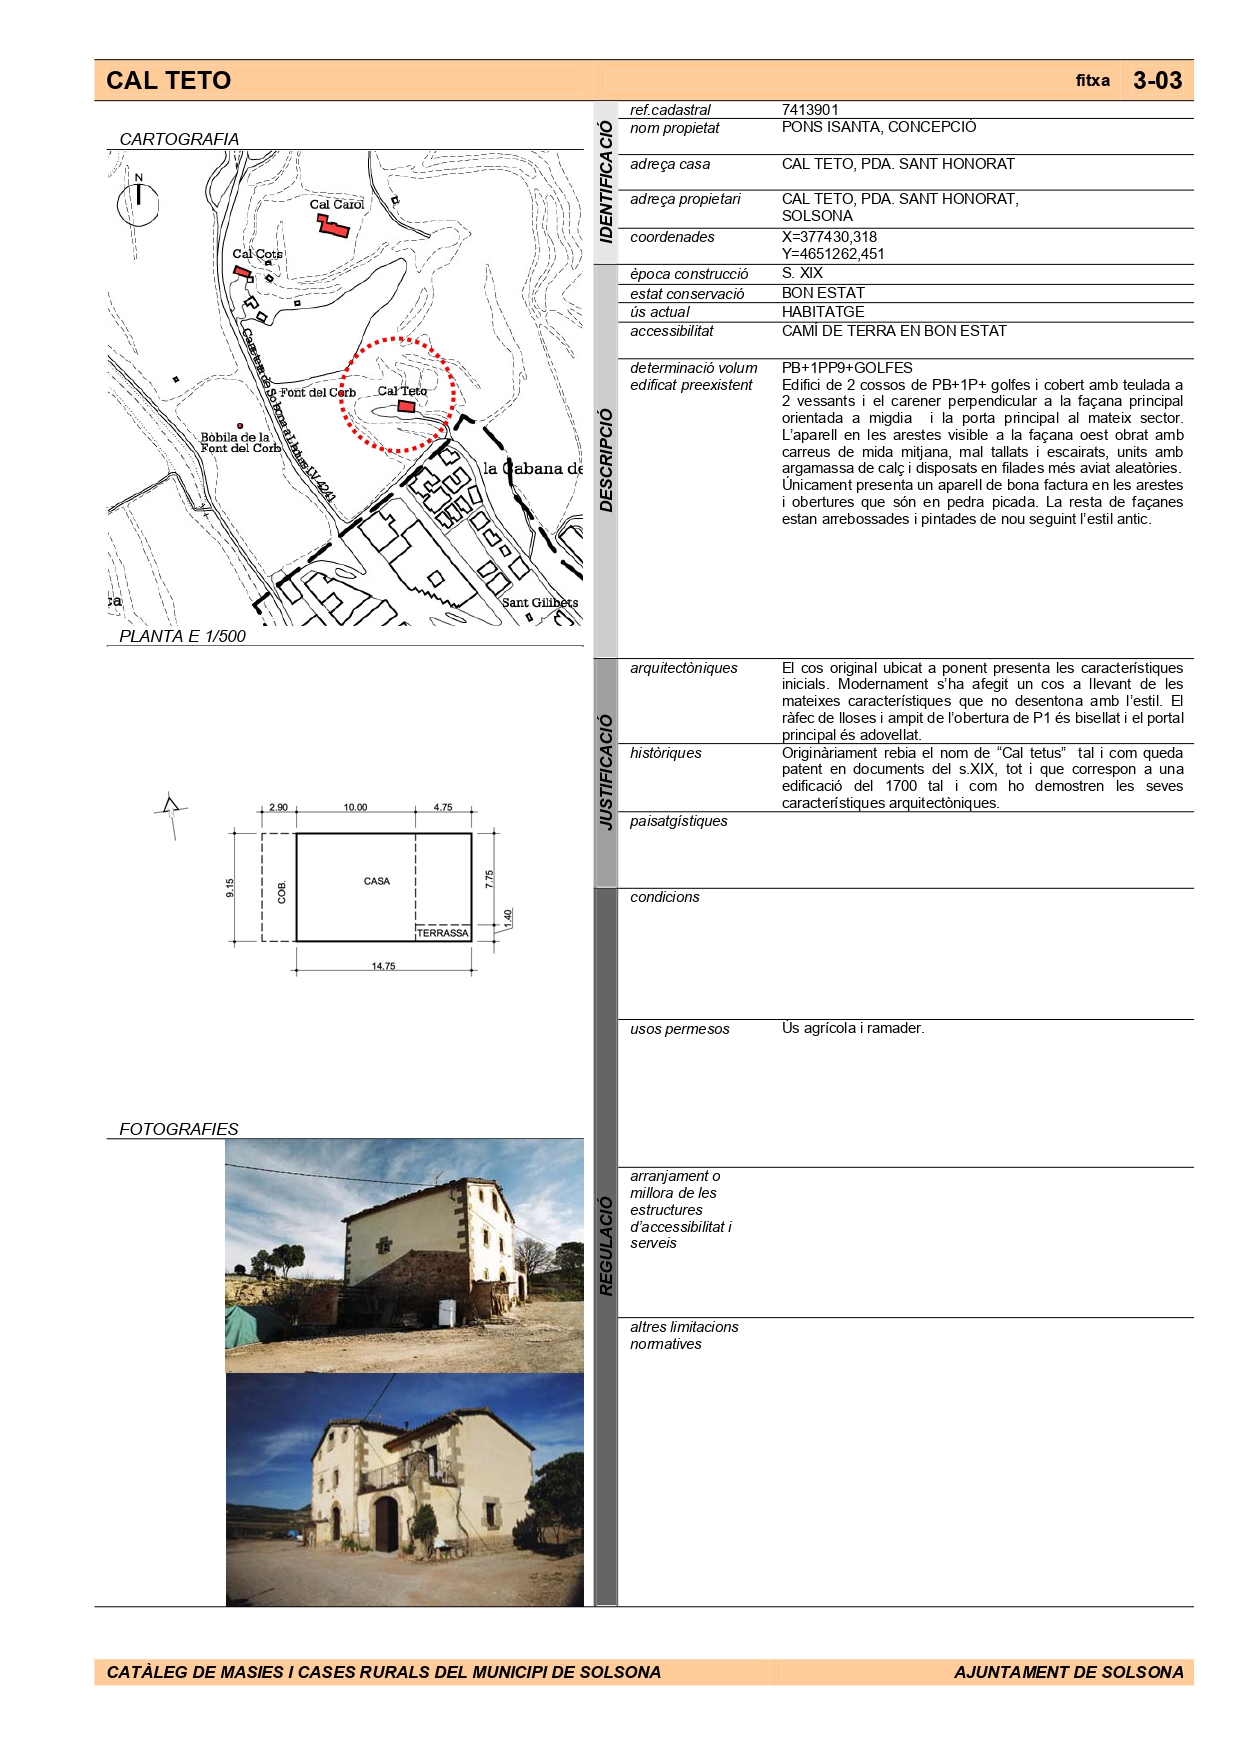 CAL TETO
fitxa 3-03
CARTOGRAFIA
N
Cal Carol
Cal Cots
Carretera de Solsona a Lladurs LV 4241
Font del Corb
Cal Teto
Bòbila de la
Font del Corb
la Cabana de
Sant Gilibets
ca
PLANTA E 1/500
2.90
10.00
4.75
9.15
COB.
CASA
7.75
1.40
TERRASSA
14.75
FOTOGRAFIES
IDENTIFICACIÓ
ref.cadastral 7413901
nom propietat PONS ISANTA, CONCEPCIÓ
adreça casa CAL TETO, PDA. SANT HONORAT
adreça propietari CAL TETO, PDA. SANT HONORAT,
SOLSONA
coordenades X=377430,318
Y=4651262,451
DESCRIPCIÓ
època construcció S. XIX
estat conservació BON ESTAT
ús actual HABITATGE
accessibilitat CAMÍ DE TERRA EN BON ESTAT
determinació volum PB+1PP9+GOLFES
edificat preexistent Edifici de 2 cossos de PB+1P+ golfes i cobert amb teulada a
2 vessants i el carener perpendicular a la façana principal
orientada a migdia i la porta principal al mateix sector.
L'aparell en les arestes visible a la façana oest obrat amb
carreus de mida mitjana, mal tallats i escairats, units amb
argamassa de calç i disposats en filades més aviat aleatòries.
Únicament presenta un aparell de bona factura en les arestes
i obertures que són en pedra picada. La resta de façanes
estan arrebossades i pintades de nou seguint l'estil antic.
JUSTIFICACIÓ
arquitectòniques El cos original ubicat a ponent presenta les característiques
inicials. Modernament s'ha afegit un cos a llevant de les
mateixes característiques que no desentona amb l'estil. El
ràfec de lloses i ampit de l'obertura de P1 és bisellat i el portal
principal és adovellat.
històriques Originàriament rebia el nom de “Cal tetus” tal i com queda
patent en documents del s.XIX, tot i que correspon a una
edificació del 1700 tal i com ho demostren les seves
característiques arquitectòniques.
paisatgístiques
REGULACIÓ
condicions
usos permesos Ús agrícola i ramader.
arranjament o
millora de les
estructures
d'accessibilitat i
serveis
altres limitacions
normatives
CATÀLEG DE MASIES I CASES RURALS DEL MUNICIPI DE SOLSONA
AJUNTAMENT DE SOLSONA